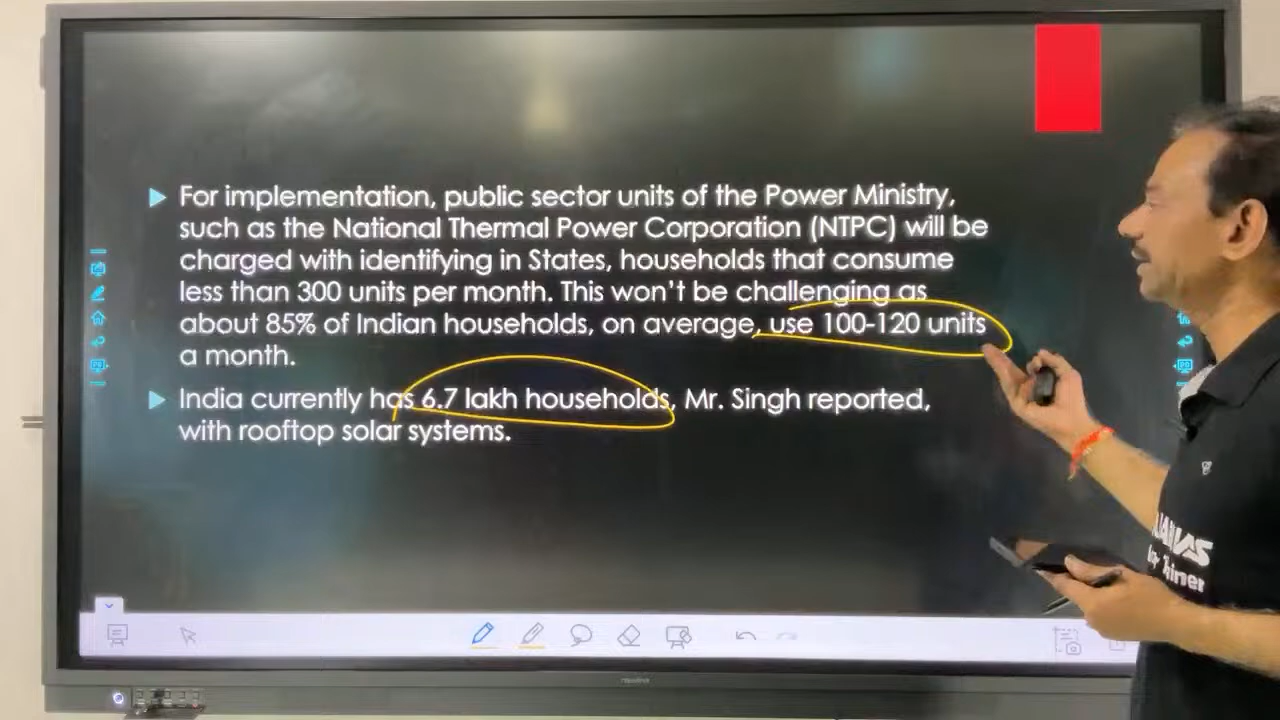 For implementation, public sector units of the Power Ministry,
such as the National Thermal Power Corporation (NTPC) will be
charged with identifying in States, households that consume
less than 300 units per month. This won't be challenging as
about 85% of Indian households, on average, use 100-120 units
a month.
India currently has 6.7 lakh households, Mr. Singh reported,
with rooftop solar systems.